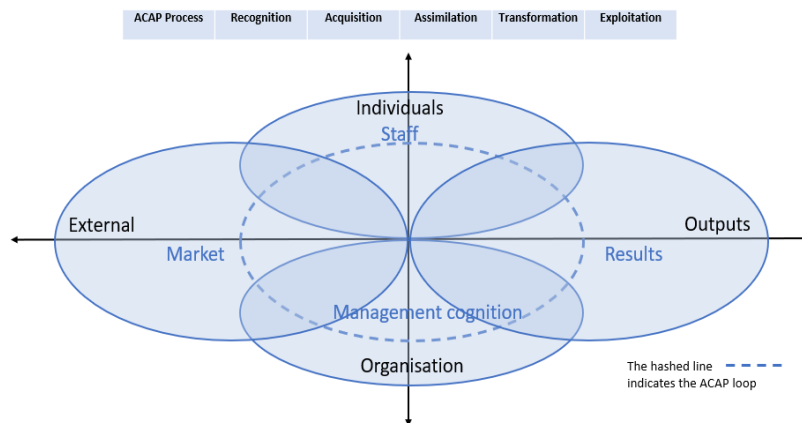 ACAP Process Recognition Acquisition Assimilation Transformation Exploitation
Individuals
Staff
External
Outputs
Market
Results
Management cognition
Organisation
The hashed line
indicates the ACAP loop